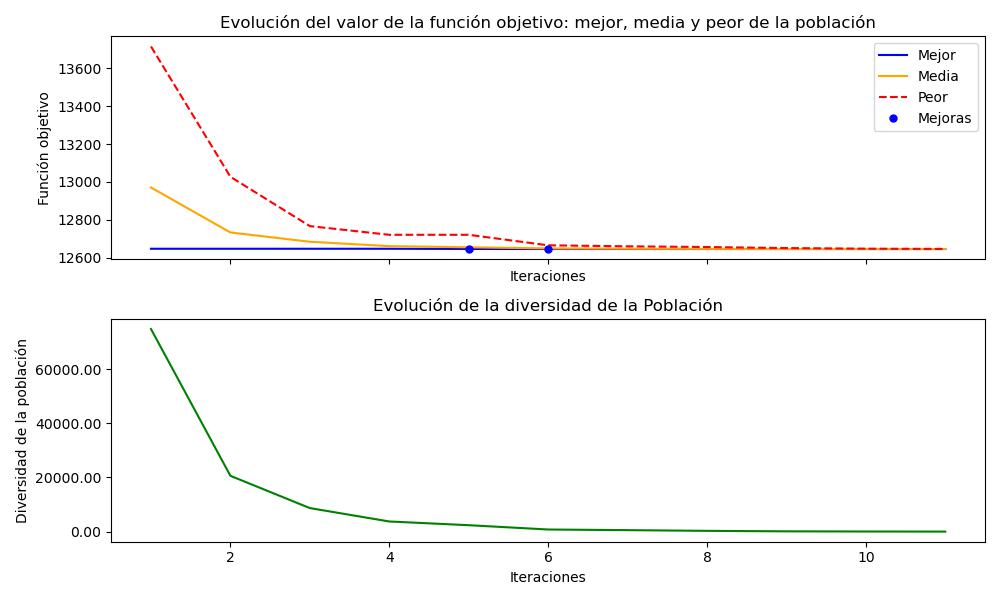 Evolución del valor de la función objetivo: mejor, media y peor de la población
Función objetivo
13600
13400
13200
13000
12800
12600
Mejor
Media
Peor
Mejoras
Iteraciones
Evolución de la diversidad de la Población
Diversidad de la población
60000.00
40000.00
20000.00
0.00
2 4 6 8 10
Iteraciones